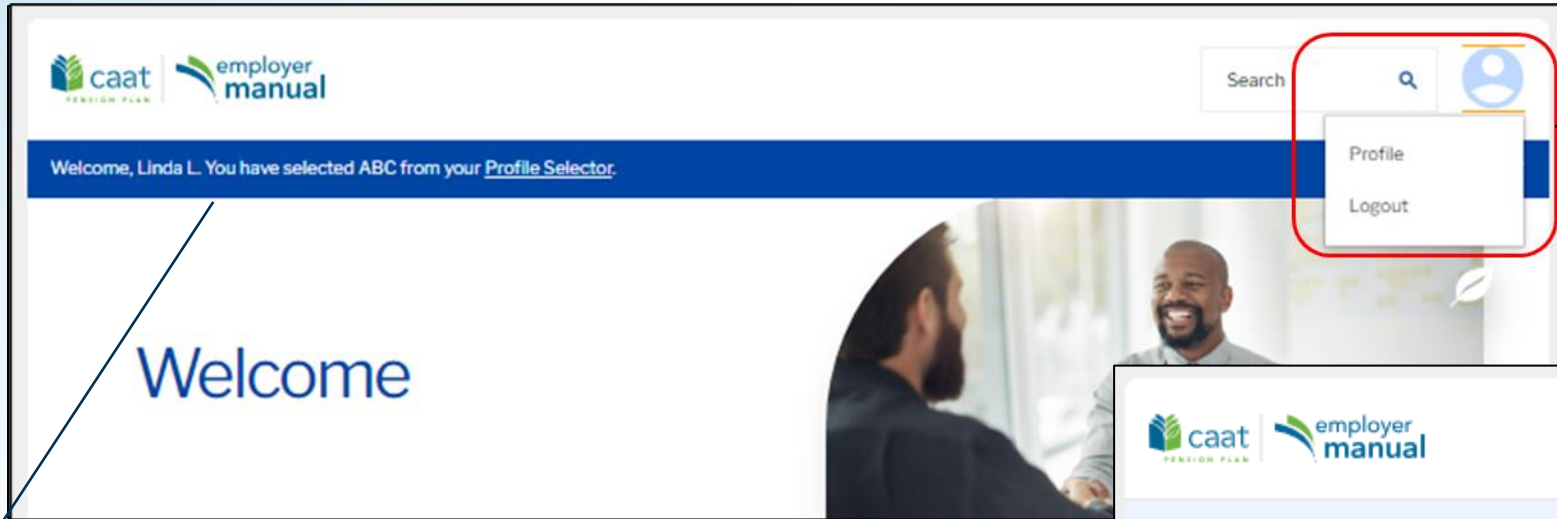 caat
PENSION PLAN
employer
manual
Search
Profile
Logout
Welcome, Linda L. You have selected ABC from your Profile Selector.
Welcome
caat
PENSION PLAN
employer
manual